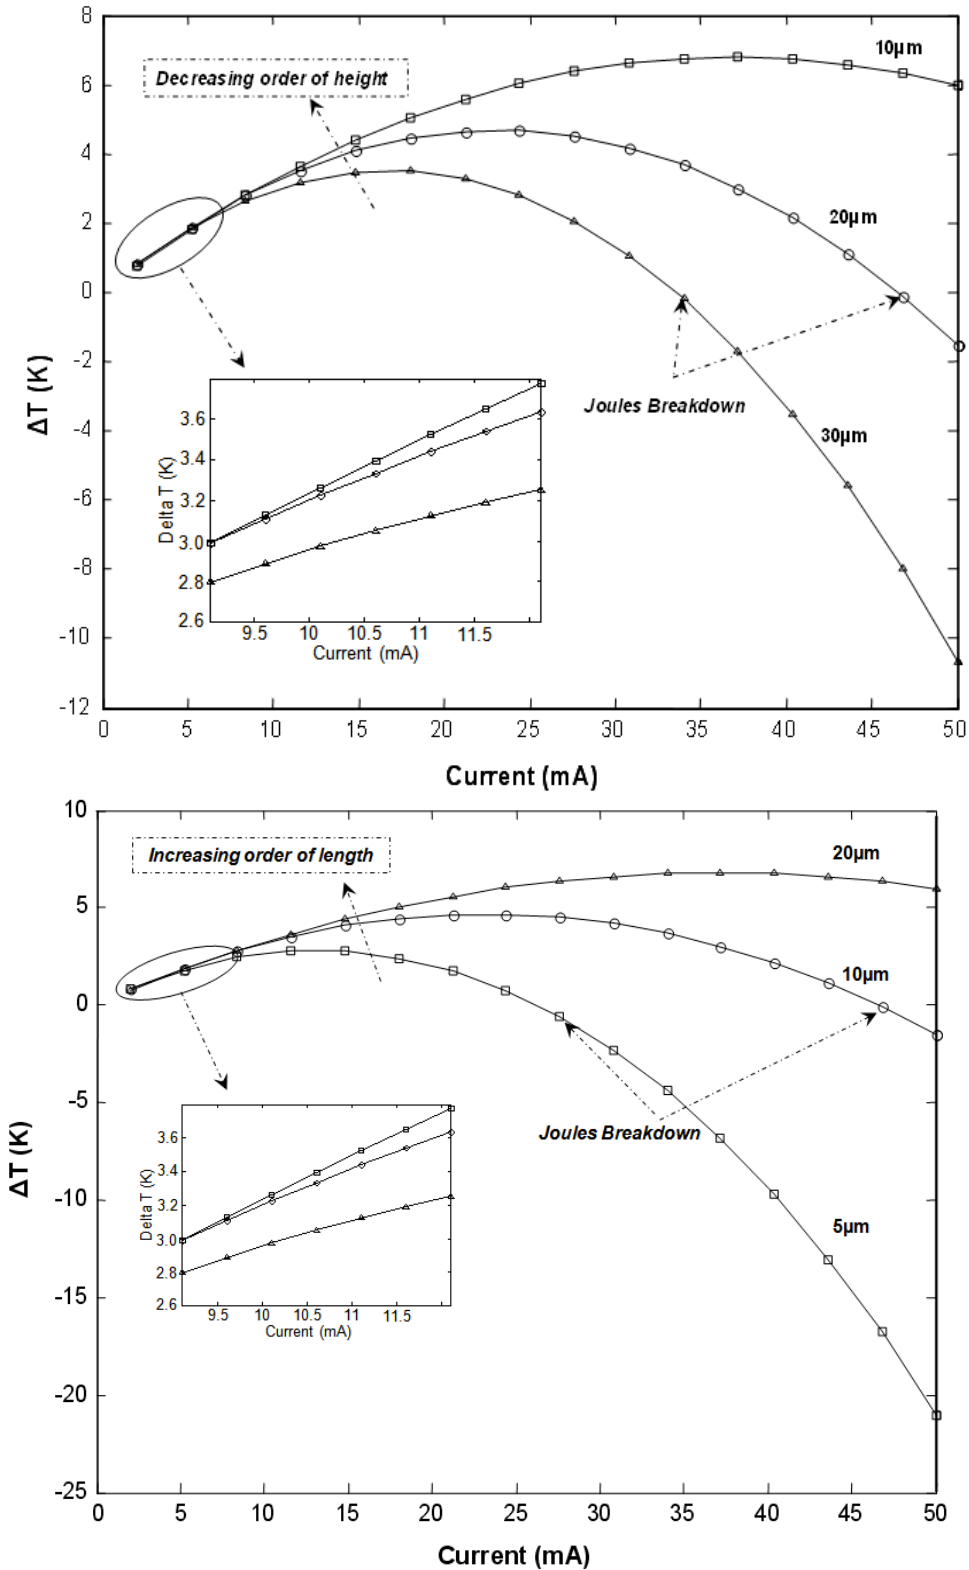 8
10µm
Decreasing order of height
6
4
20µm
2
0
-2
Joules Breakdown
ΔT (K)
3.6
30µm
-4
3.4
Delta T (K)
3.2
-6
3.0
-8
2.8
2.6
9.5 10 10.5 11 11.5
-10
Current (mA)
-12
0 5 10 15 20 25 30 35 40 45 50
Current (mA)
10
Increasing order of length
20µm
5
10µm
0
-5
Joules Breakdown
3.6
ΔT (K)
3.4
Delta T (K)
-10
3.2
5µm
3.0
2.8
-15
2.6
9.5 10 10.5 11 11.5
Current (mA)
-20
-25
0 5 10 15 20 25 30 35 40 45 50
Current (mA)